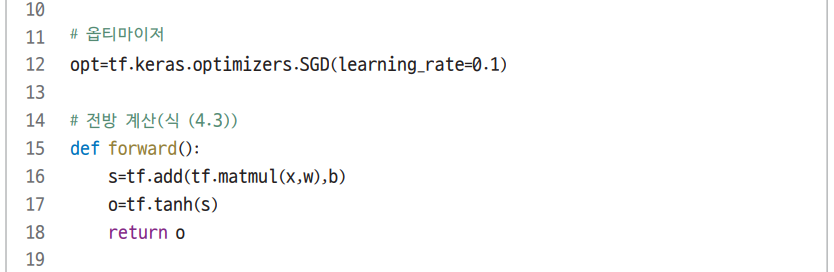 10
11 # 옵티마이저
12 opt=tf.keras.optimizers.SGD(learning_rate=0.1)
13
14 # 전방 계산(식 (4.3))
15 def forward():
16 s=tf.add(tf.matmul(x,w),b)
17 o=tf.tanh(s)
18 return o
19